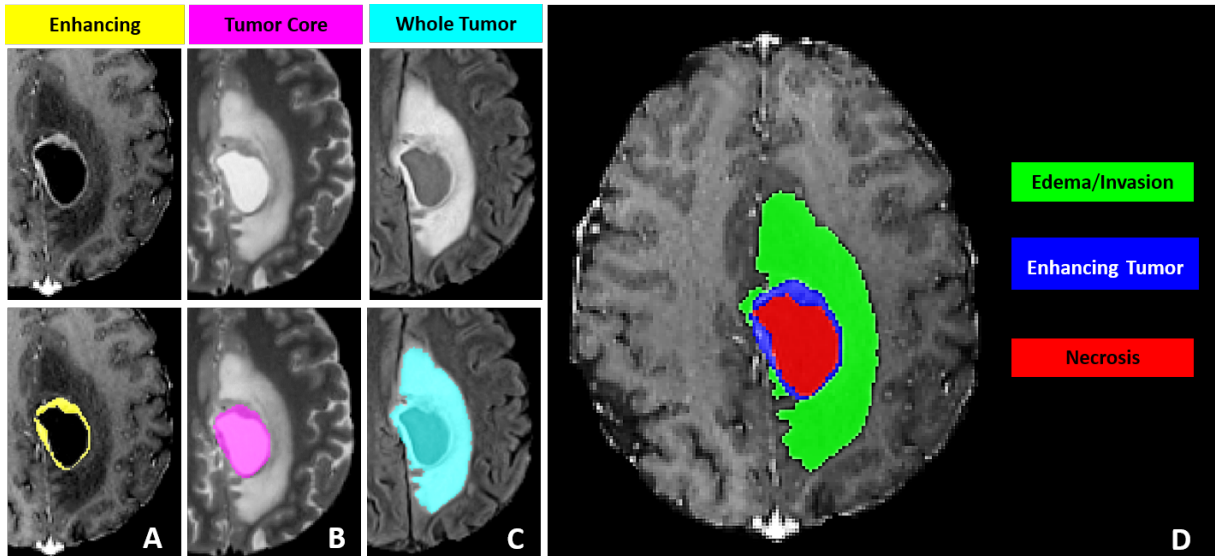 Enhancing
Tumor Core
Whole Tumor
Edema/Invasion
Enhancing Tumor
Necrosis
A
B
C
D